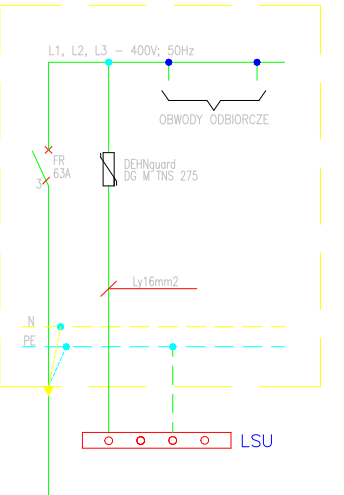 L1, L2, L3 - 400V; 50Hz
OBWODY ODBIORCZE
FR
63A
3
DEHNguard
DG M TNS 275
Ly16mm2
N
PE
LSU